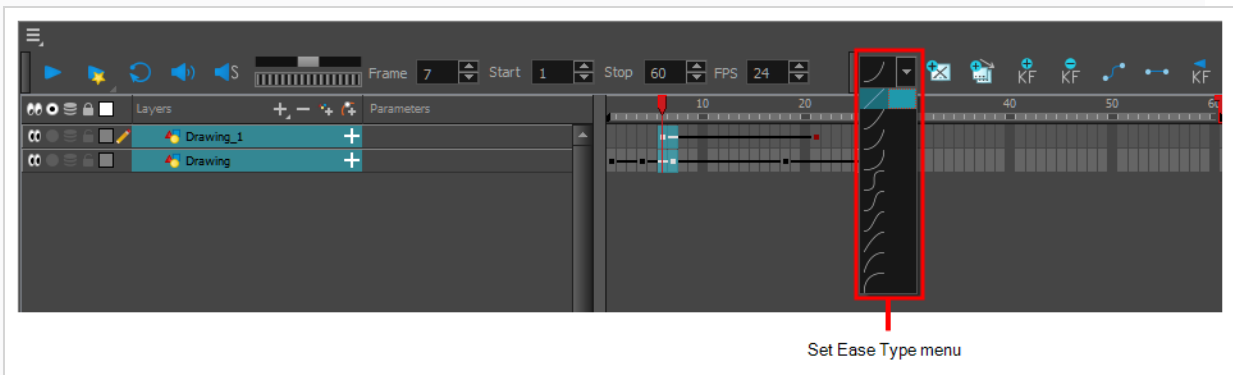 S Frame 7 Start 1 Stop 60 FPS 24 KF KF KF
Layers Parameters 10 20 40 50 60
Drawing_1
Drawing
Set Ease Type menu